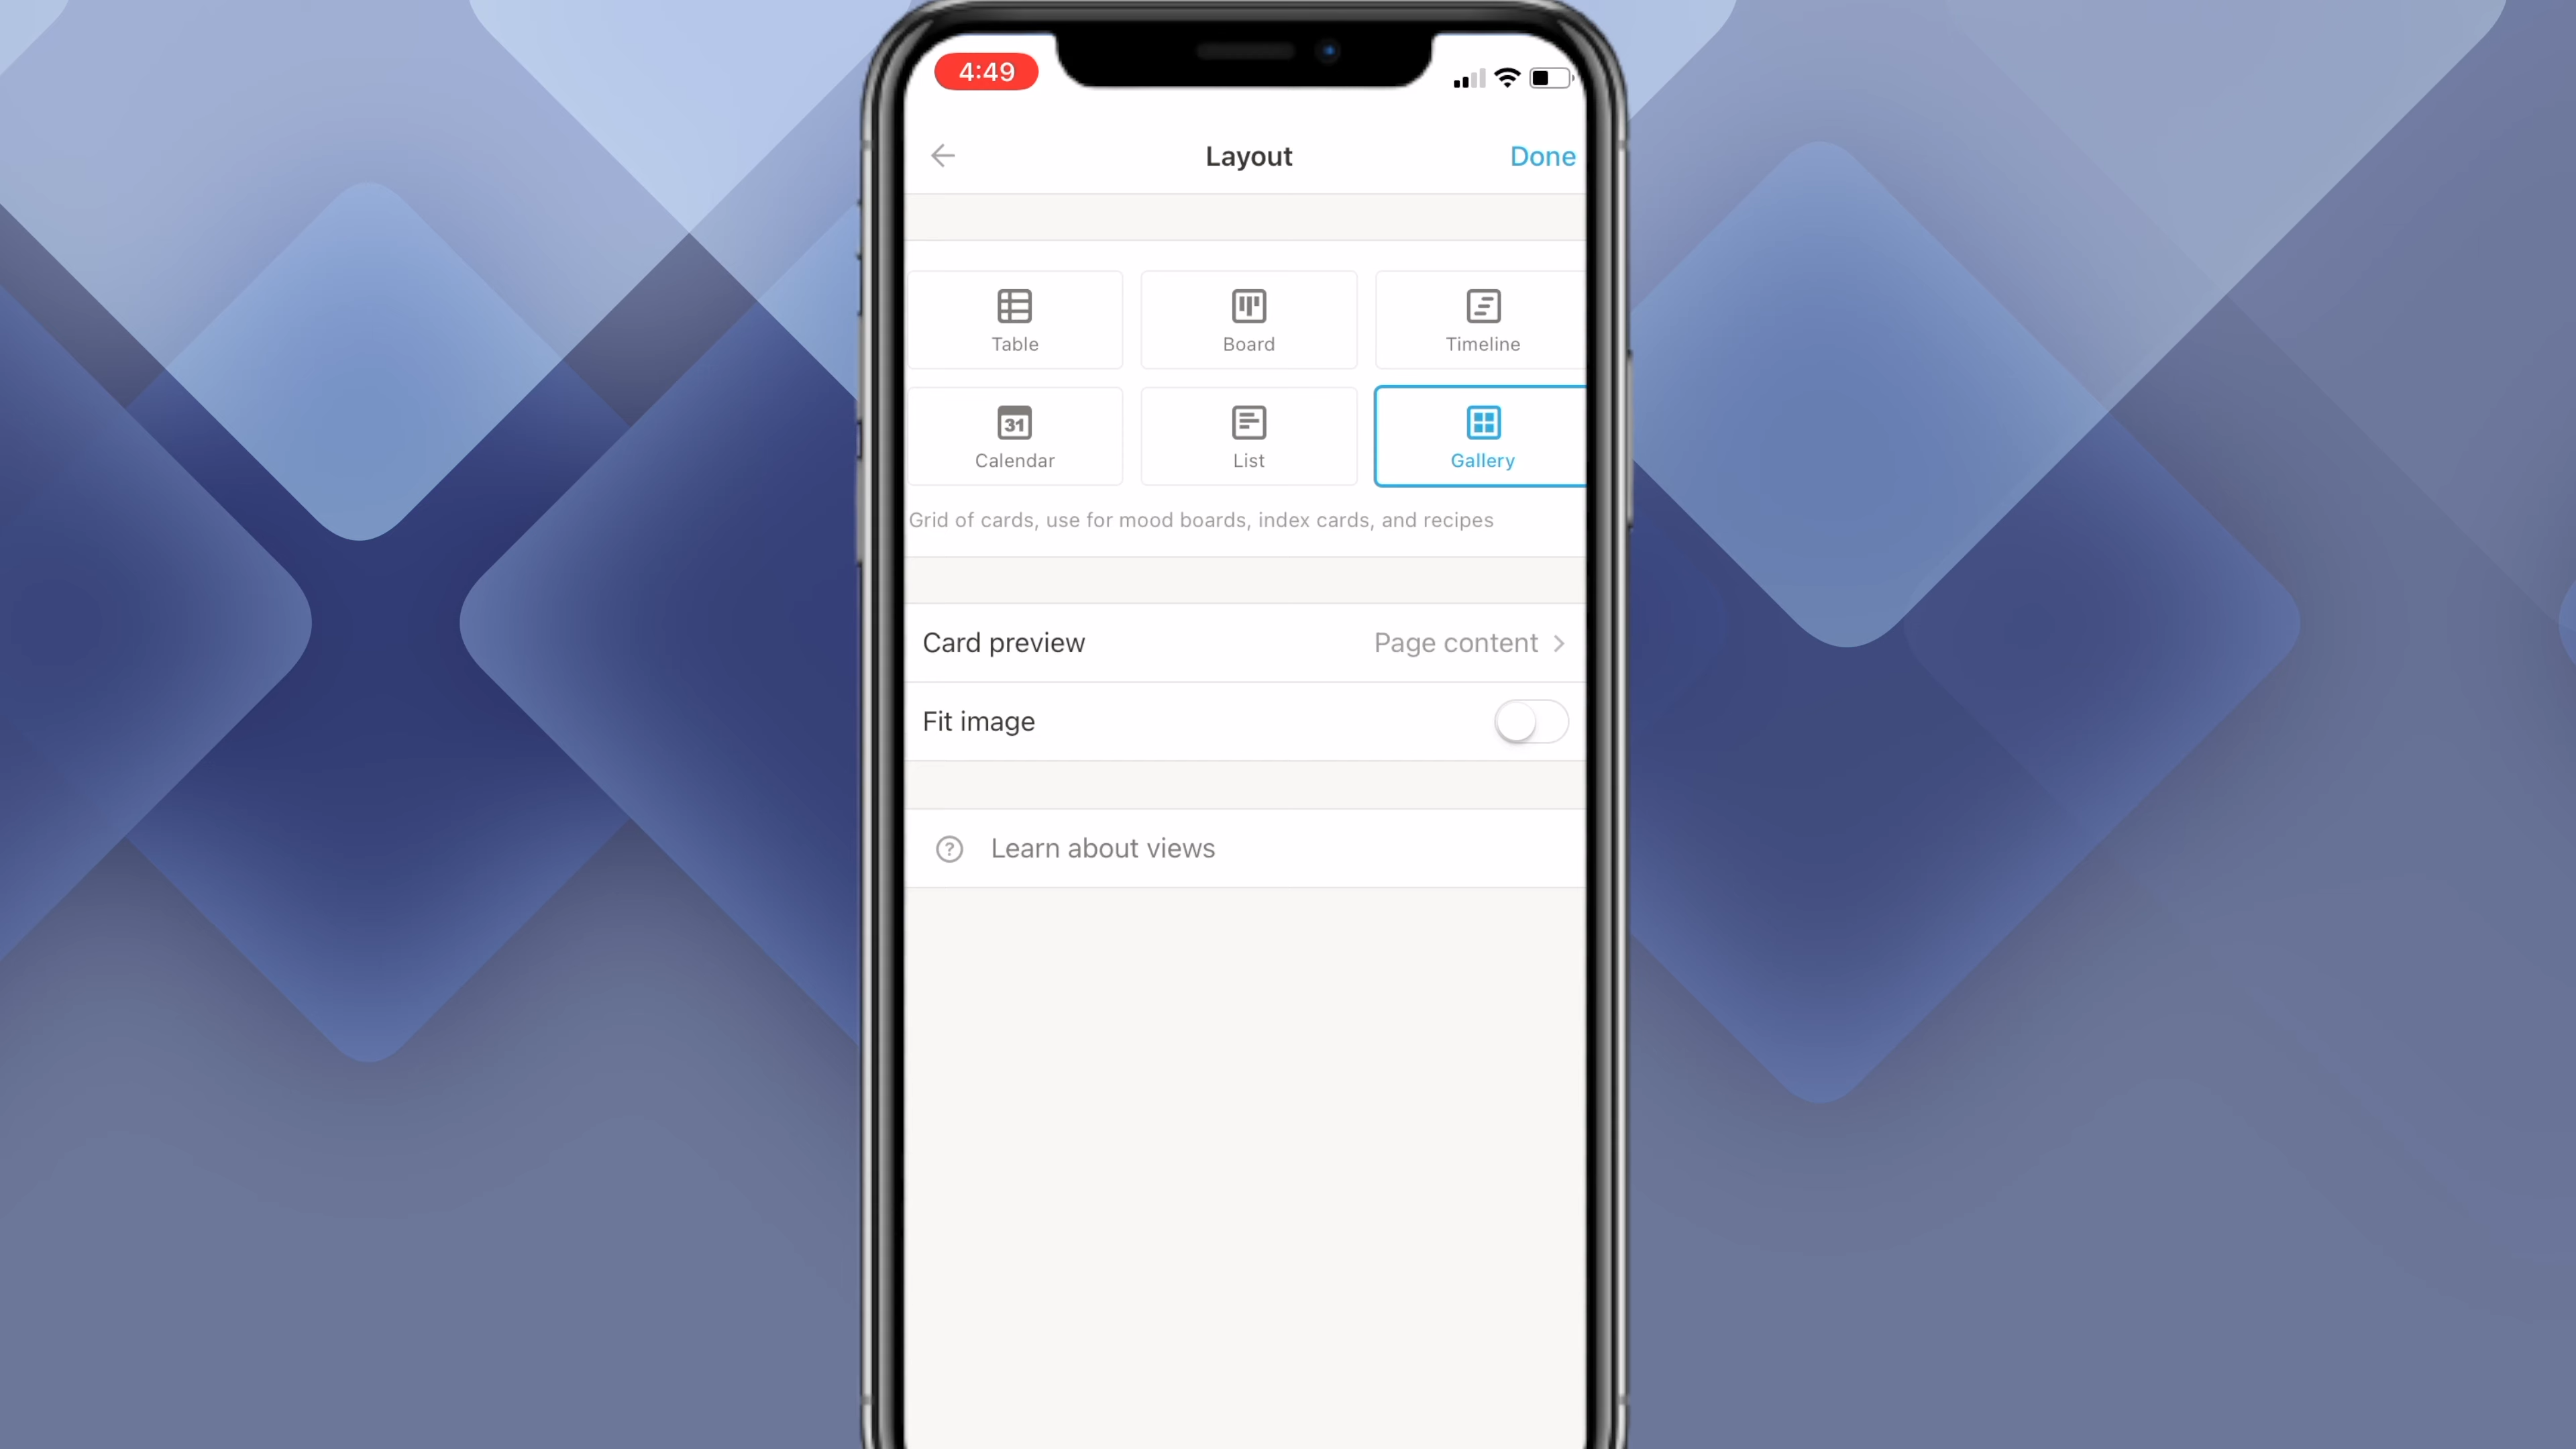 4:49
Layout
Done
Table
Board
Timeline
31
Calendar
List
Gallery
Grid of cards, use for mood boards, index cards, and recipes
Card preview
Page content
Fit image
? Learn about views